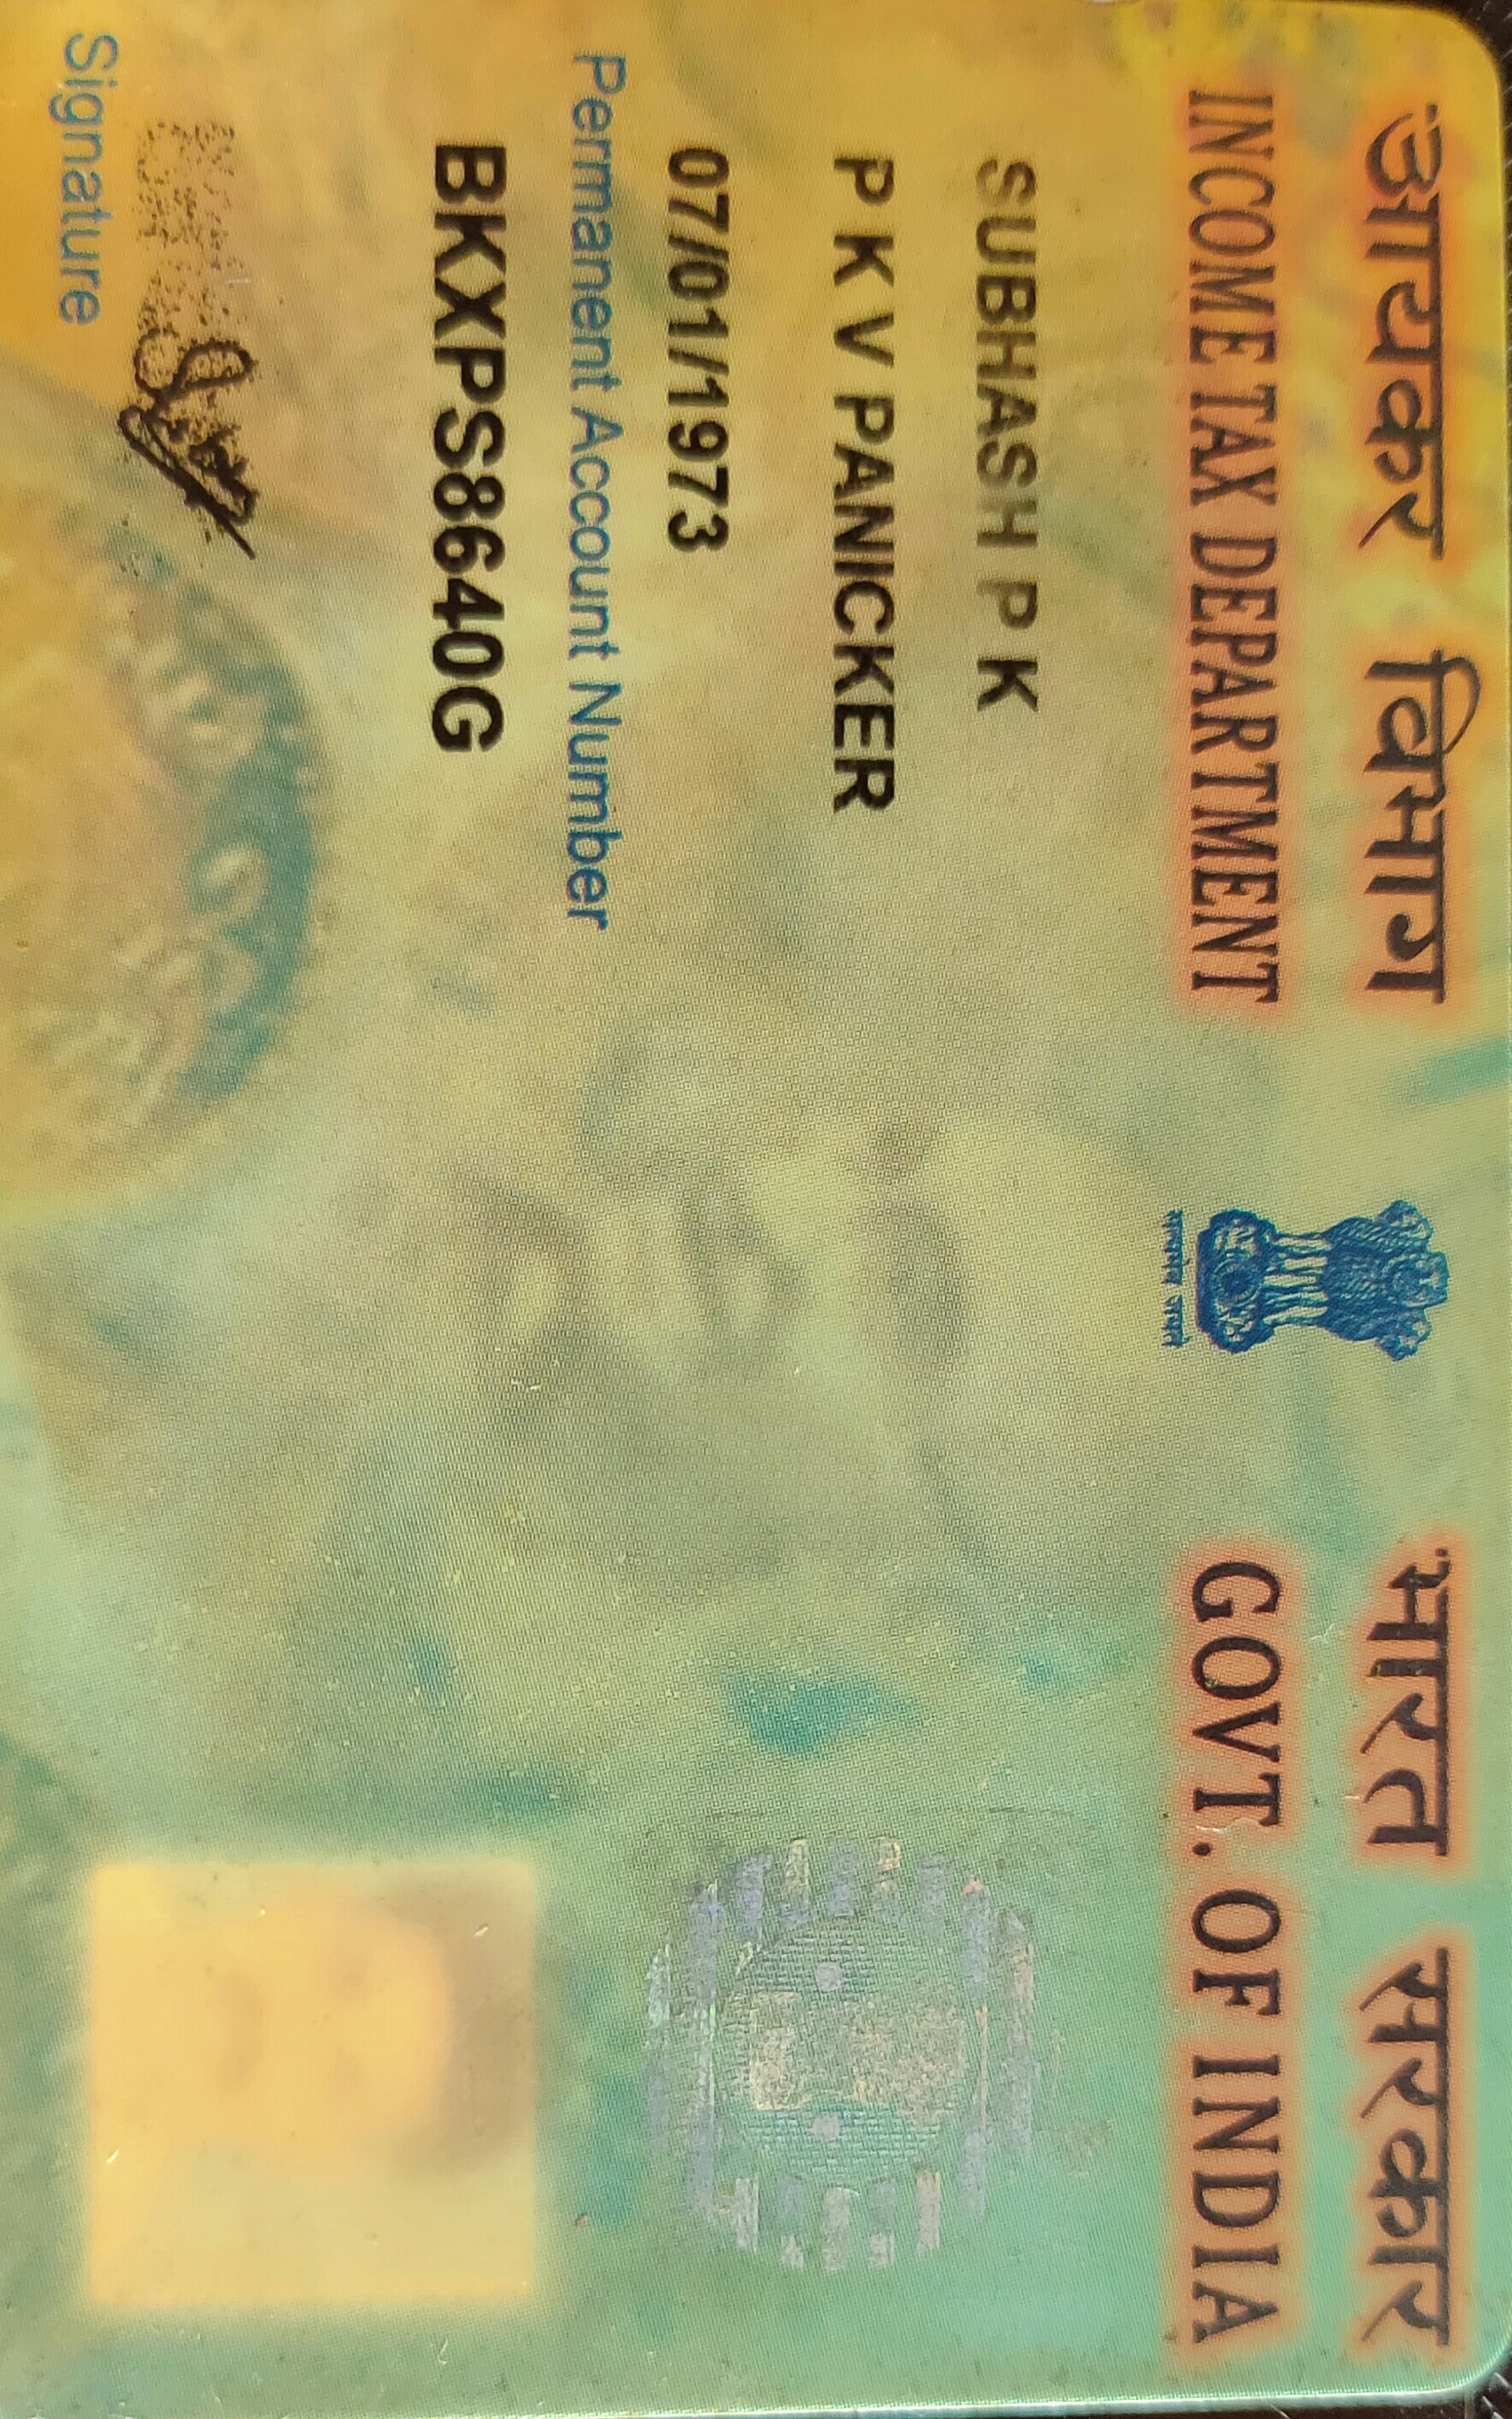 आयकर विभाग
INCOME TAX DEPARTMENT
भारत सरकार
GOVT. OF INDIA
सत्यमेव जयते
SUBHASH P K
P K V PANICKER
07/01/1973
Permanent Account Number
BKXPS8640G
Signature